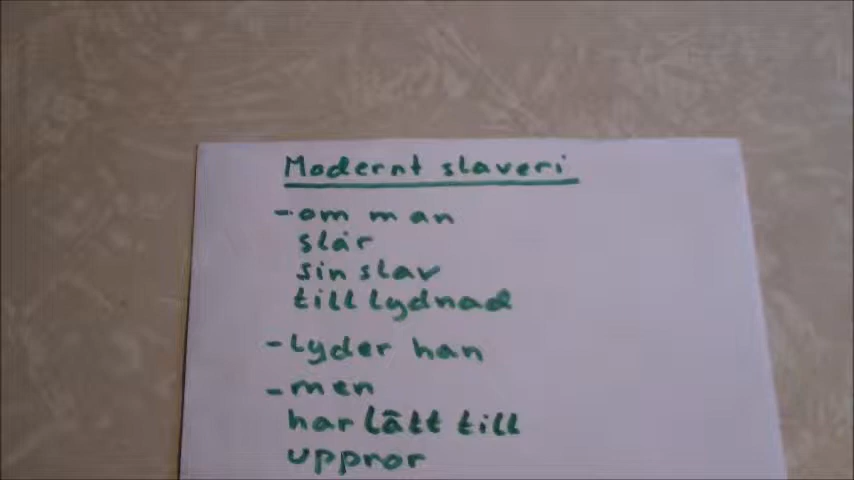 Modernt slaveri
- om man
slår
sin slav
till lydnad
- lyder han
- men
har lätt till
uppror